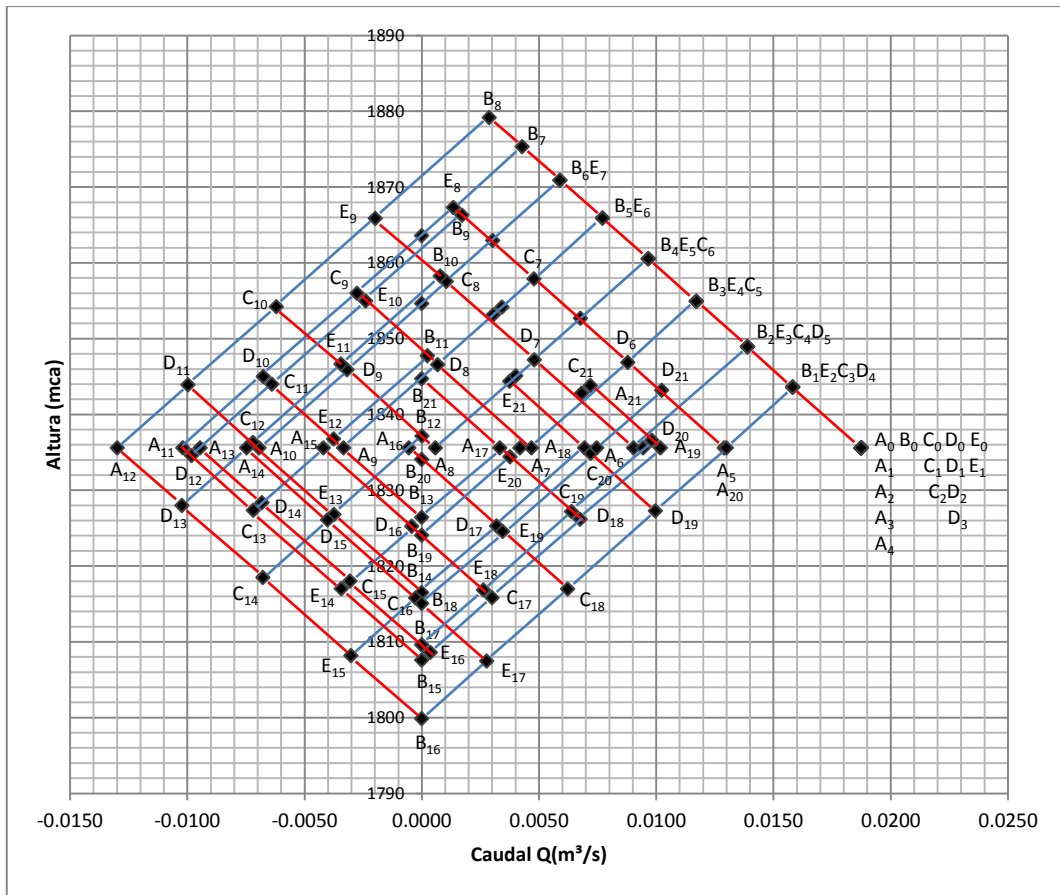 1890
1880
1870
1860
1850
1840
1830
1820
1810
1800
1790
Altura (mca)
-0.0150 -0.0100 -0.0050 0.0000 0.0050 0.0100 0.0150 0.0200 0.0250
Caudal Q(m³/s)
B₈
B₇
E₈ B₆E₇
E₉ B₉ B₅E₆
B₁₀ C₇ B₄E₅C₆
C₉ C₈
C₁₀ E₁₀ B₃E₄C₅
D₁₁ D₁₀ E₁₁ B₁₁ D₇ D₆ B₂E₃C₄D₅
C₁₁ D₉ D₈ C₂₁ D₂₁ B₁E₂C₃D₄
B₂₁ E₂₁ A₂₁
C₁₂ E₁₂ B₁₂
A₁₂ A₁₁ A₁₃ A₁₄ A₁₀ A₁₅ A₉ A₁₆ A₈ A₁₇ A₇ A₁₈ A₆ D₂₀ A₁₉ A₅ A₀ B₀ C₀ D₀ E₀
D₁₂ B₂₀ E₂₀ C₂₀ A₂₀ A₁ C₁ D₁ E₁
A₂ C₂D₂
A₃ D₃
A₄
D₁₃ C₁₃ D₁₄ E₁₃ B₁₃ C₁₉ D₁₈ D₁₉
D₁₅ D₁₆ B₁₉ D₁₇ E₁₉
C₁₄ E₁₄ C₁₅ B₁₄ E₁₈
C₁₆ B₁₈ C₁₇ C₁₈
E₁₅ B₁₇ E₁₆ E₁₇
B₁₅
B₁₆